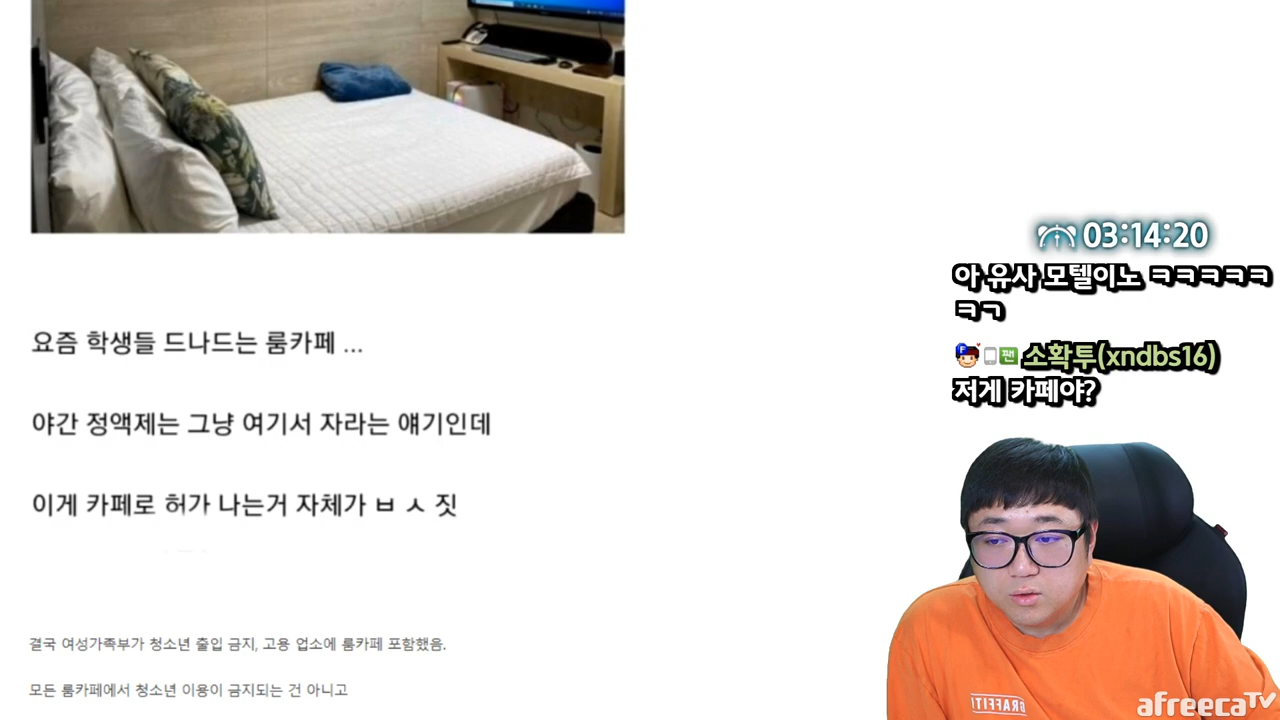 요즘 학생들 드나드는 룸카페 ...
야간 정액제는 그냥 여기서 자라는 얘기인데
이게 카페로 허가 나는거 자체가 ㅂ ㅅ 짓
결국 여성가족부가 청소년 출입 금지, 고용 업소에 룸카페 포함했음.
모든 룸카페에서 청소년 이용이 금지되는 건 아니고
03:14:20
아 유사 모텔이노 ㅋㅋㅋㅋㅋ
ㅋㄱ
F 팬 소확투(xndbs16)
저게 카페야?
GRAFFITI
afreecaTV